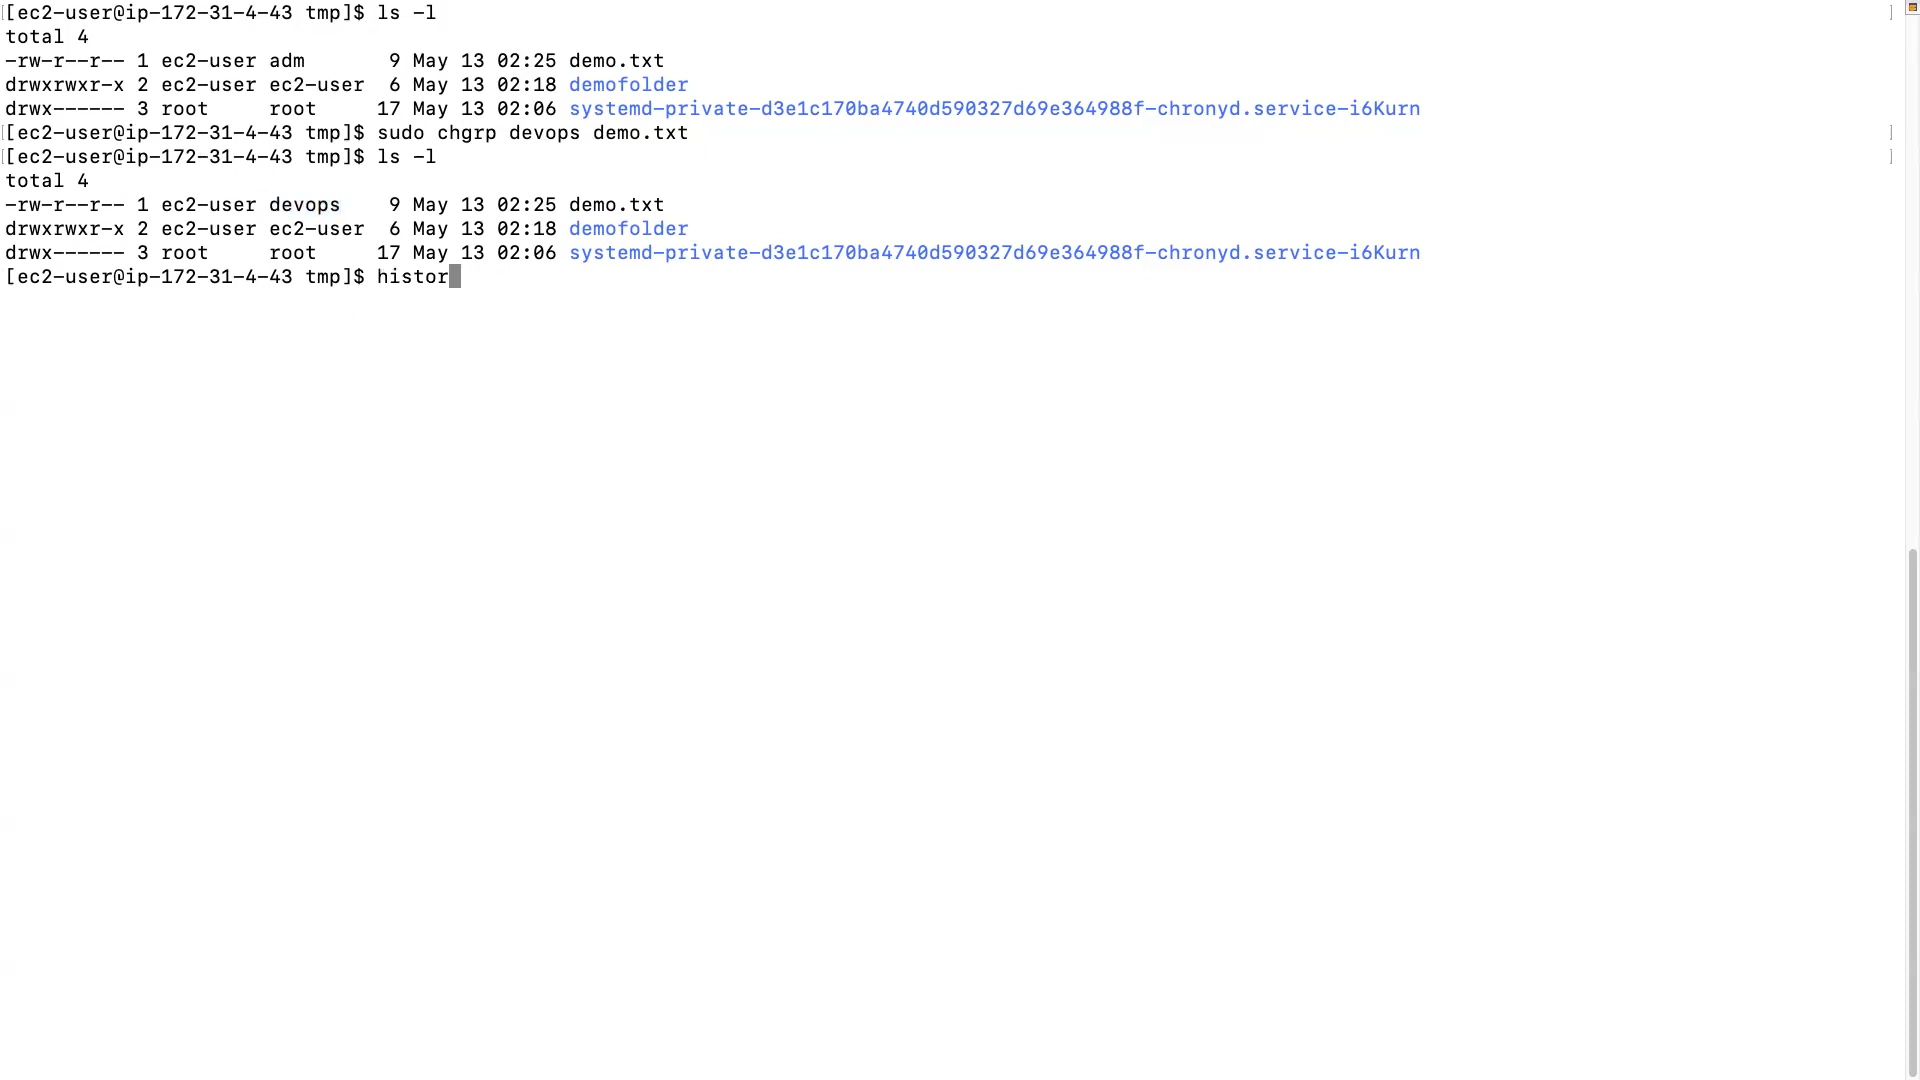 [ec2-user@ip-172-31-4-43 tmp]$ ls -l
total 4
-rw-r--r-- 1 ec2-user adm       9 May 13 02:25 demo.txt
drwxrwxr-x 2 ec2-user ec2-user  6 May 13 02:18 demofolder
drwx------ 3 root     root     17 May 13 02:06 systemd-private-d3e1c170ba4740d590327d69e364988f-chronyd.service-i6Kurn
[ec2-user@ip-172-31-4-43 tmp]$ sudo chgrp devops demo.txt
[ec2-user@ip-172-31-4-43 tmp]$ ls -l
total 4
-rw-r--r-- 1 ec2-user devops    9 May 13 02:25 demo.txt
drwxrwxr-x 2 ec2-user ec2-user  6 May 13 02:18 demofolder
drwx------ 3 root     root     17 May 13 02:06 systemd-private-d3e1c170ba4740d590327d69e364988f-chronyd.service-i6Kurn
[ec2-user@ip-172-31-4-43 tmp]$ histor